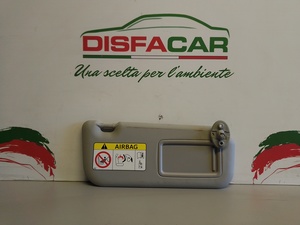 DISFACAR
Una scelta per l'ambiente
AIRBAG